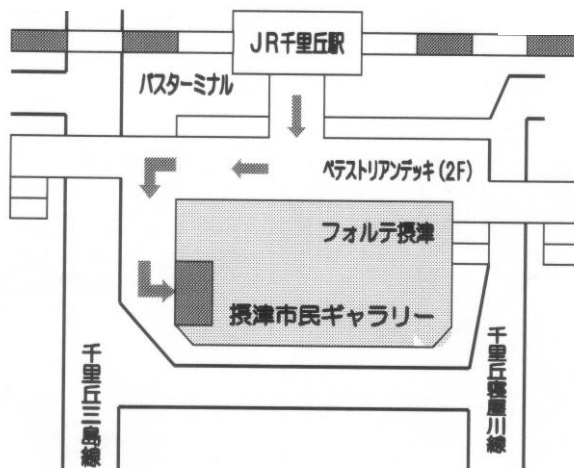 JR千里丘駅
バスターミナル
ペデストリアンデッキ(2F)
フォルテ摂津
摂津市民ギャラリー
千里丘三島線
千里丘寝屋川線